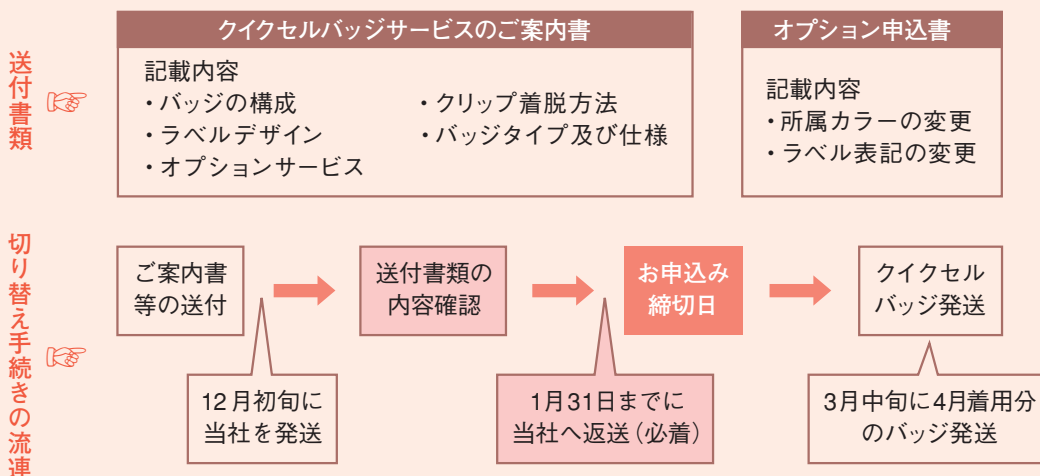 送付書類
クイクセルバッジサービスのご案内書
記載内容
・バッジの構成
・ラベルデザイン
・オプションサービス
・クリップ着脱方法
・バッジタイプ及び仕様
オプション申込書
記載内容
・所属カラーの変更
・ラベル表記の変更
切り替え手続きの流連
ご案内書
等の送付
送付書類の
内容確認
お申込み
締切日
クイクセル
バッジ発送
12月初旬に
当社を発送
1月31日までに
当社へ返送(必着)
3月中旬に4月着用分
のバッジ発送